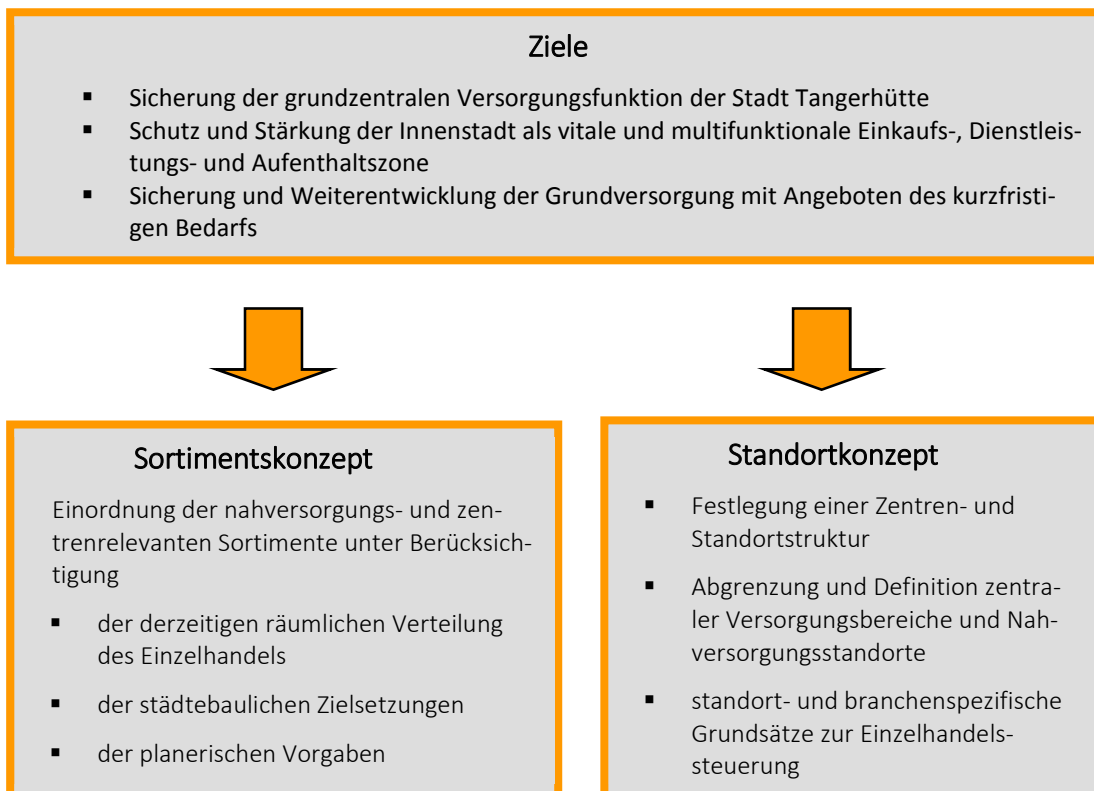 Ziele
▪ Sicherung der grundzentralen Versorgungsfunktion der Stadt Tangerhütte
▪ Schutz und Stärkung der Innenstadt als vitale und multifunktionale Einkaufs-, Dienstleis-
tungs- und Aufenthaltszone
▪ Sicherung und Weiterentwicklung der Grundversorgung mit Angeboten des kurzfristi-
gen Bedarfs
Sortimentskonzept
Einordnung der nahversorgungs- und zen-
trenrelevanten Sortimente unter Berücksich-
tigung
▪ der derzeitigen räumlichen Verteilung
des Einzelhandels
▪ der städtebaulichen Zielsetzungen
▪ der planerischen Vorgaben
Standortkonzept
▪ Festlegung einer Zentren- und
Standortstruktur
▪ Abgrenzung und Definition zentra-
ler Versorgungsbereiche und Nah-
versorgungsstandorte
▪ standort- und branchenspezifische
Grundsätze zur Einzelhandels-
steuerung